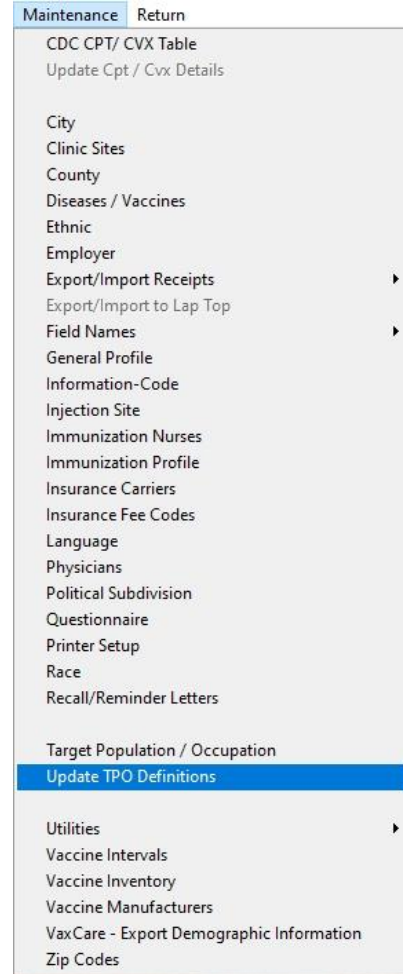 Maintenance Return
CDC CPT/ CVX Table
Update Cpt / Cvx Details
City
Clinic Sites
County
Diseases / Vaccines
Ethnic
Employer
Export/Import Receipts
Export/Import to Lap Top
Field Names
General Profile
Information-Code
Injection Site
Immunization Nurses
Immunization Profile
Insurance Carriers
Insurance Fee Codes
Language
Physicians
Political Subdivision
Questionnaire
Printer Setup
Race
Recall/Reminder Letters
Target Population / Occupation
Update TPO Definitions
Utilities
Vaccine Intervals
Vaccine Inventory
Vaccine Manufacturers
VaxCare - Export Demographic Information
Zip Codes